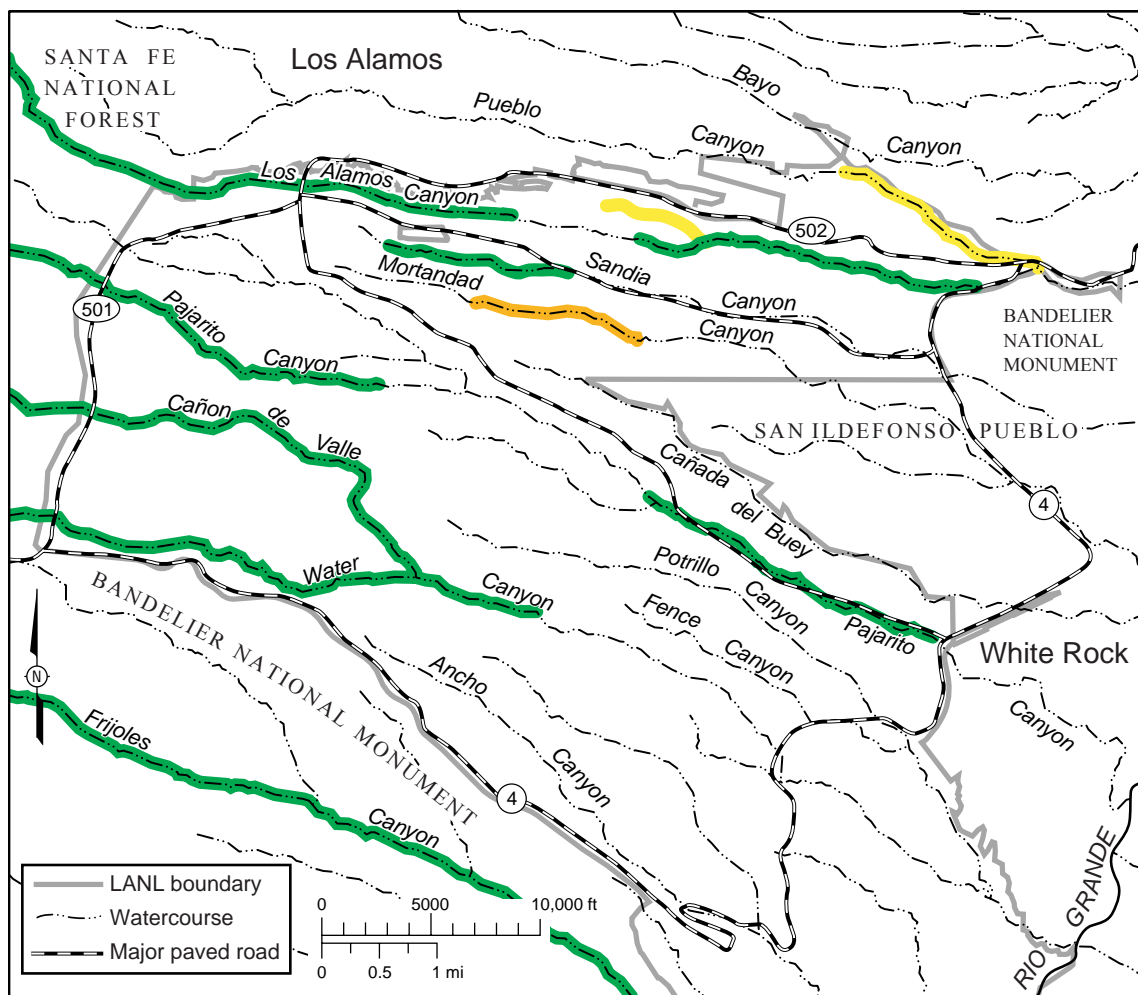 SANTA FE
NATIONAL
FOREST
Los Alamos
Bayo
Pueblo
Canyon
Canyon
Los Alamos
Canyon
502
Sandia
Mortandad
Canyon
Canyon
501
Pajarito
Canyon
BANDELIER
NATIONAL
MONUMENT
Cañon de Valle
SAN ILDEFONSO PUEBLO
Cañada del Buey
4
Water
Canyon
Potrillo
Canyon
Fence
Canyon
Pajarito
White Rock
Canyon
BANDELIER NATIONAL MONUMENT
N
Ancho
Canyon
Frijoles
Canyon
4
RIO GRANDE
LANL boundary
Watercourse
Major paved road
0 5000 10,000 ft
0 0.5 1 mi